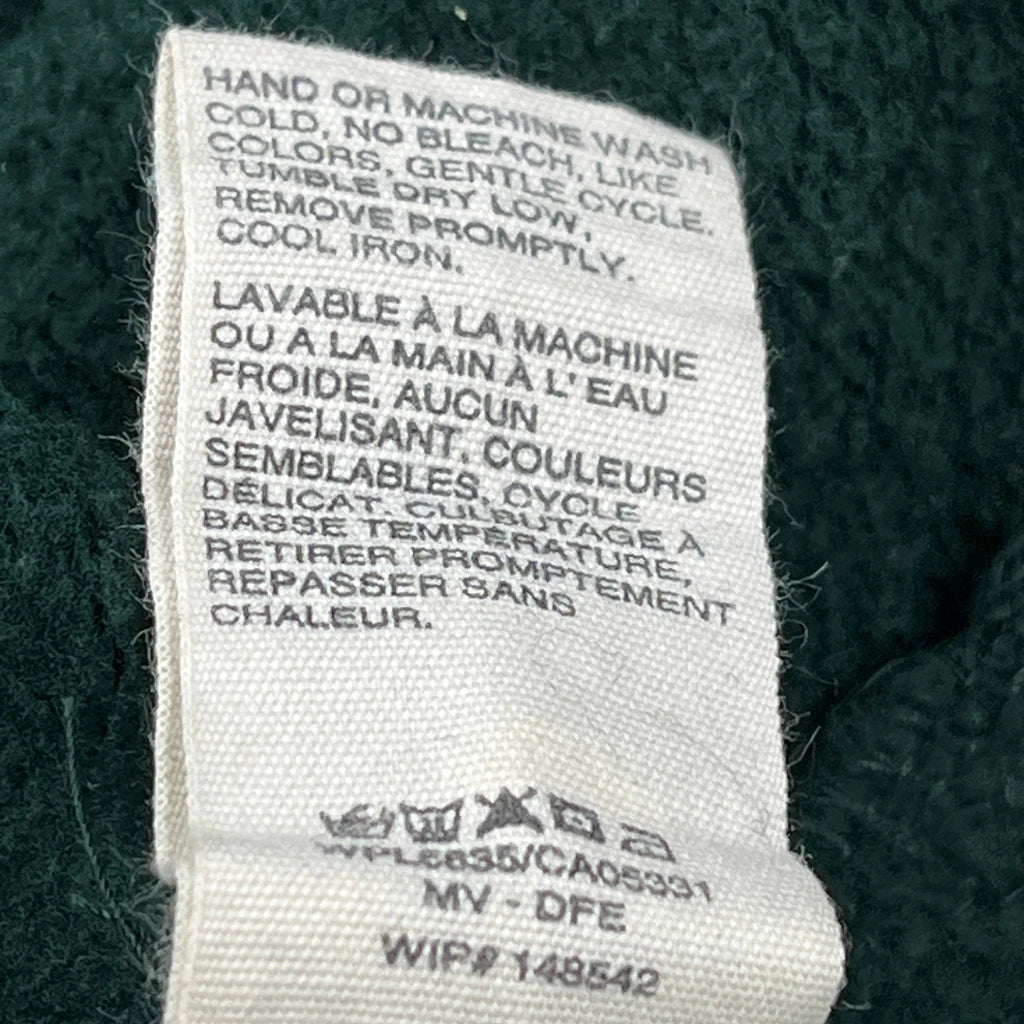 HAND OR MACHINE WASH
COLD, NO BLEACH, LIKE
COLORS, GENTLE CYCLE.
TUMBLE DRY LOW,
REMOVE PROMPTLY.
COOL IRON.
LAVABLE À LA MACHINE
OU A LA MAIN À L' EAU
FROIDE, AUCUN
JAVELISANT, COULEURS
SEMBLABLES, CYCLE
DÉLICAT. CULBUTAGE À
BASSE TEMPÉRATURE,
RETIRER PROMPTEMENT
RÉPASSER SANS
CHALEUR.
WPL5635/CA05331
MV - DFE
WIP# 148542